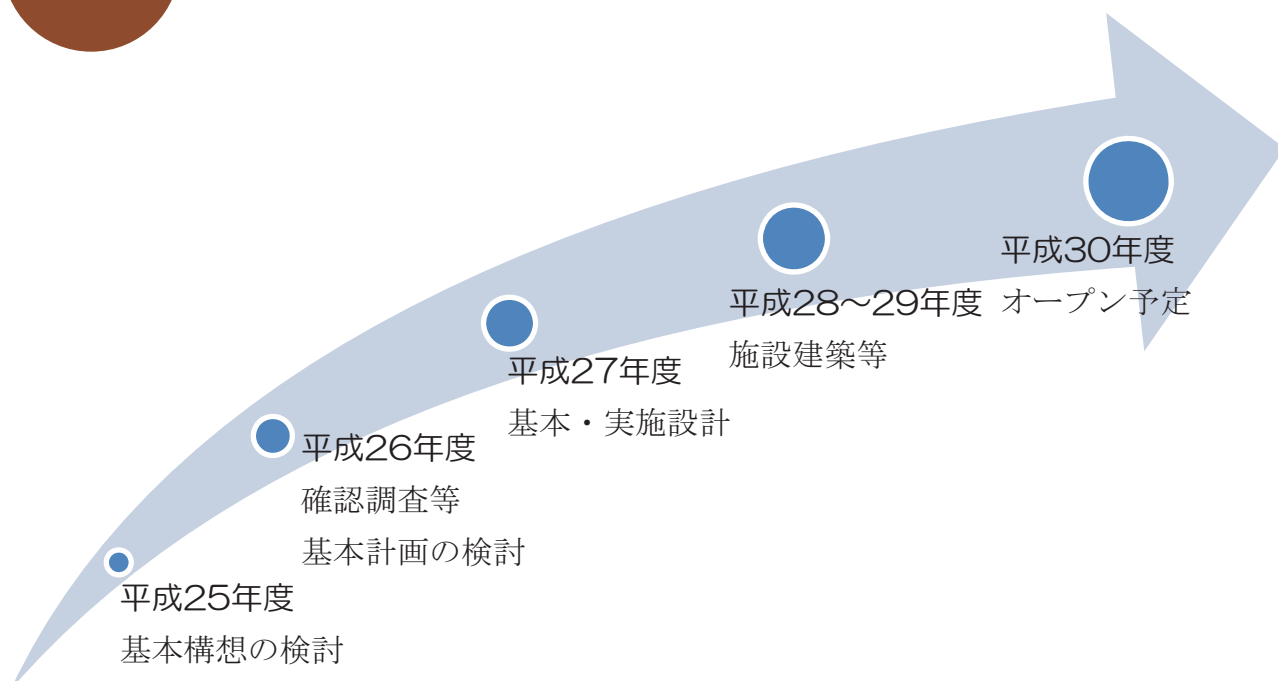 平成25年度
基本構想の検討
平成26年度
確認調査等
基本計画の検討
平成27年度
基本・実施設計
平成28~29年度
施設建築等
平成30年度
オープン予定